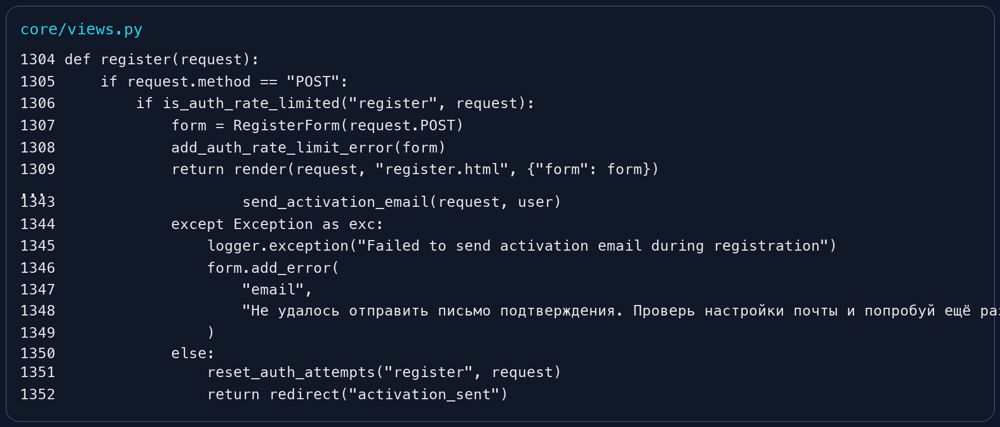 core/views.py
1304 def register(request):
1305     if request.method == "POST":
1306         if is_auth_rate_limited("register", request):
1307             form = RegisterForm(request.POST)
1308             add_auth_rate_limit_error(form)
1309             return render(request, "register.html", {"form": form})
...
1343                     send_activation_email(request, user)
1344             except Exception as exc:
1345                 logger.exception("Failed to send activation email during registration")
1346                 form.add_error(
1347                     "email",
1348                     "Не удалось отправить письмо подтверждения. Проверь настройки почты и попробуй ещё раз
1349                 )
1350             else:
1351                 reset_auth_attempts("register", request)
1352                 return redirect("activation_sent")